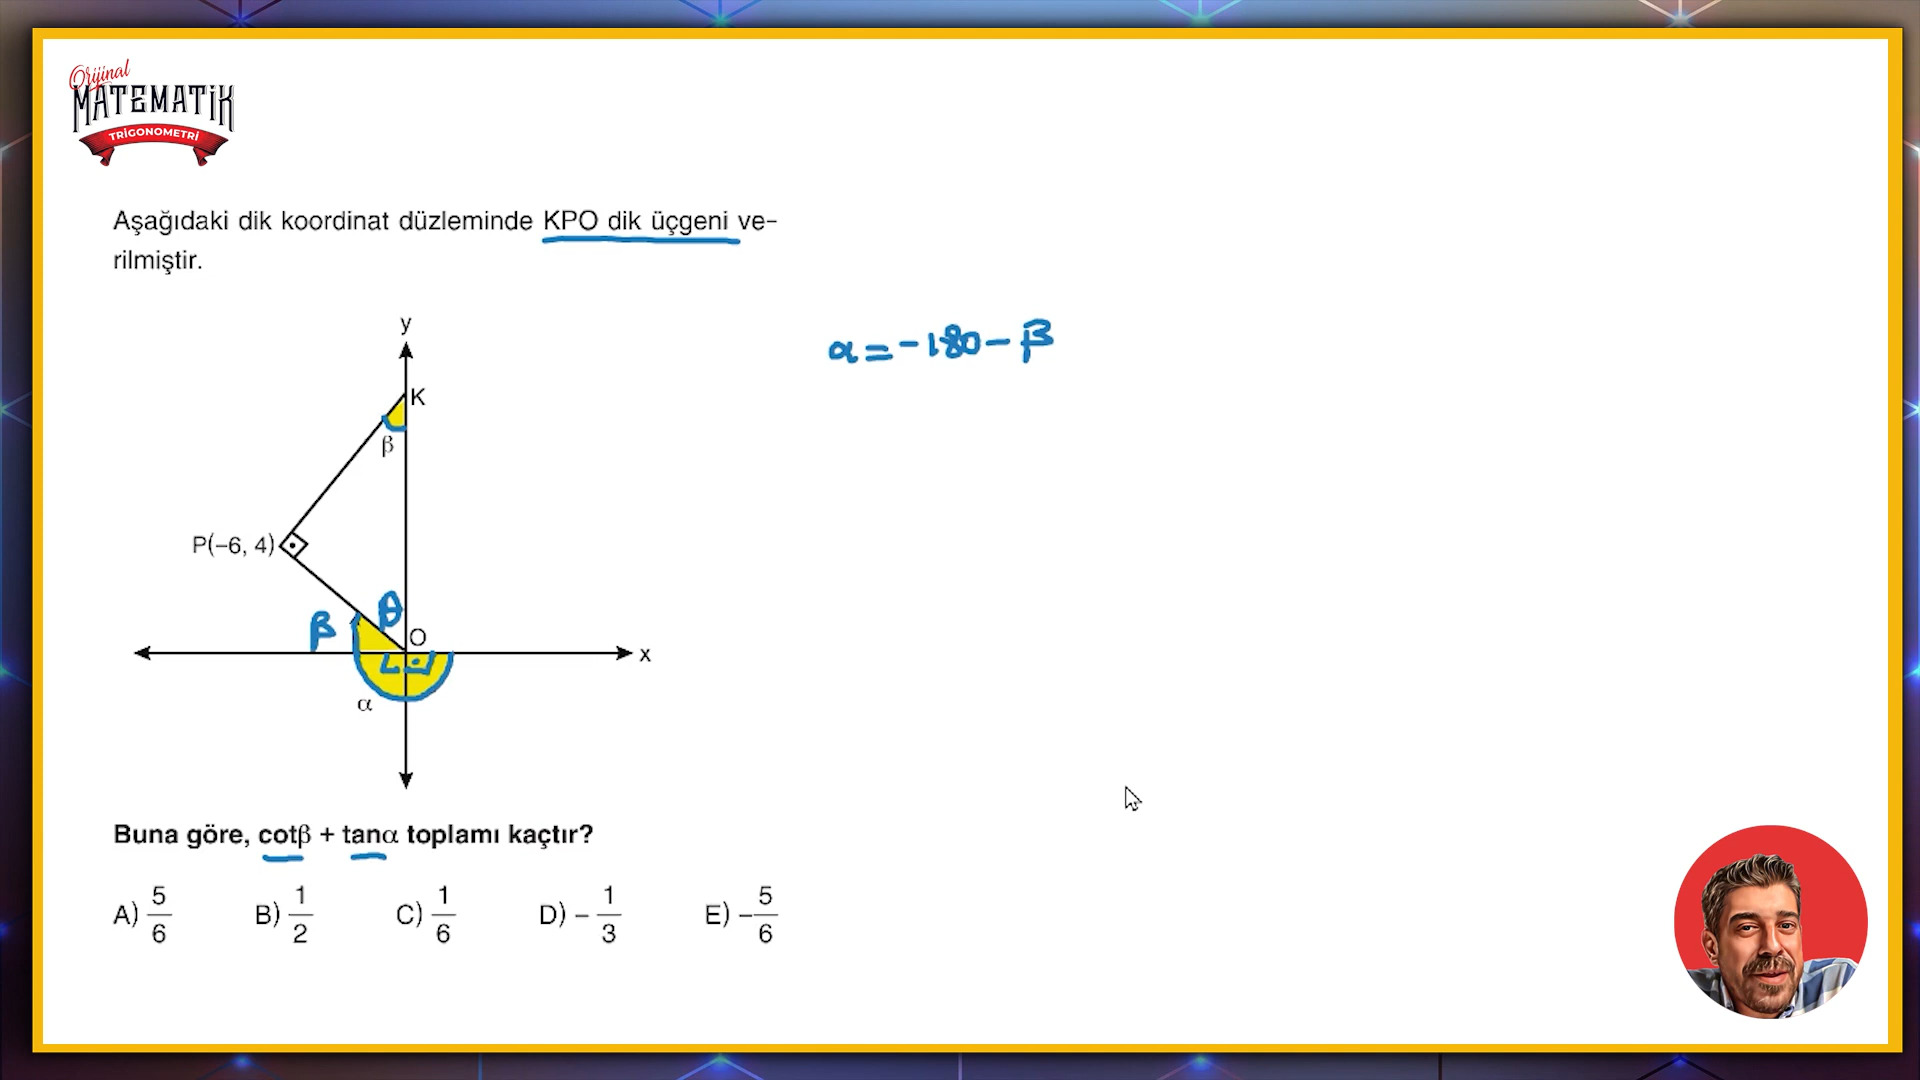 Orijinal
MATEMATİK
TRİGONOMETRİ
Aşağıdaki dik koordinat düzleminde KPO dik üçgeni ve-
rilmiştir.
α = -180 - β
y
K
β
P(–6, 4)
θ
β
O
x
α
Buna göre, cotβ + tanα toplamı kaçtır?
A) 5/6 B) 1/2 C) 1/6 D) – 1/3 E) – 5/6